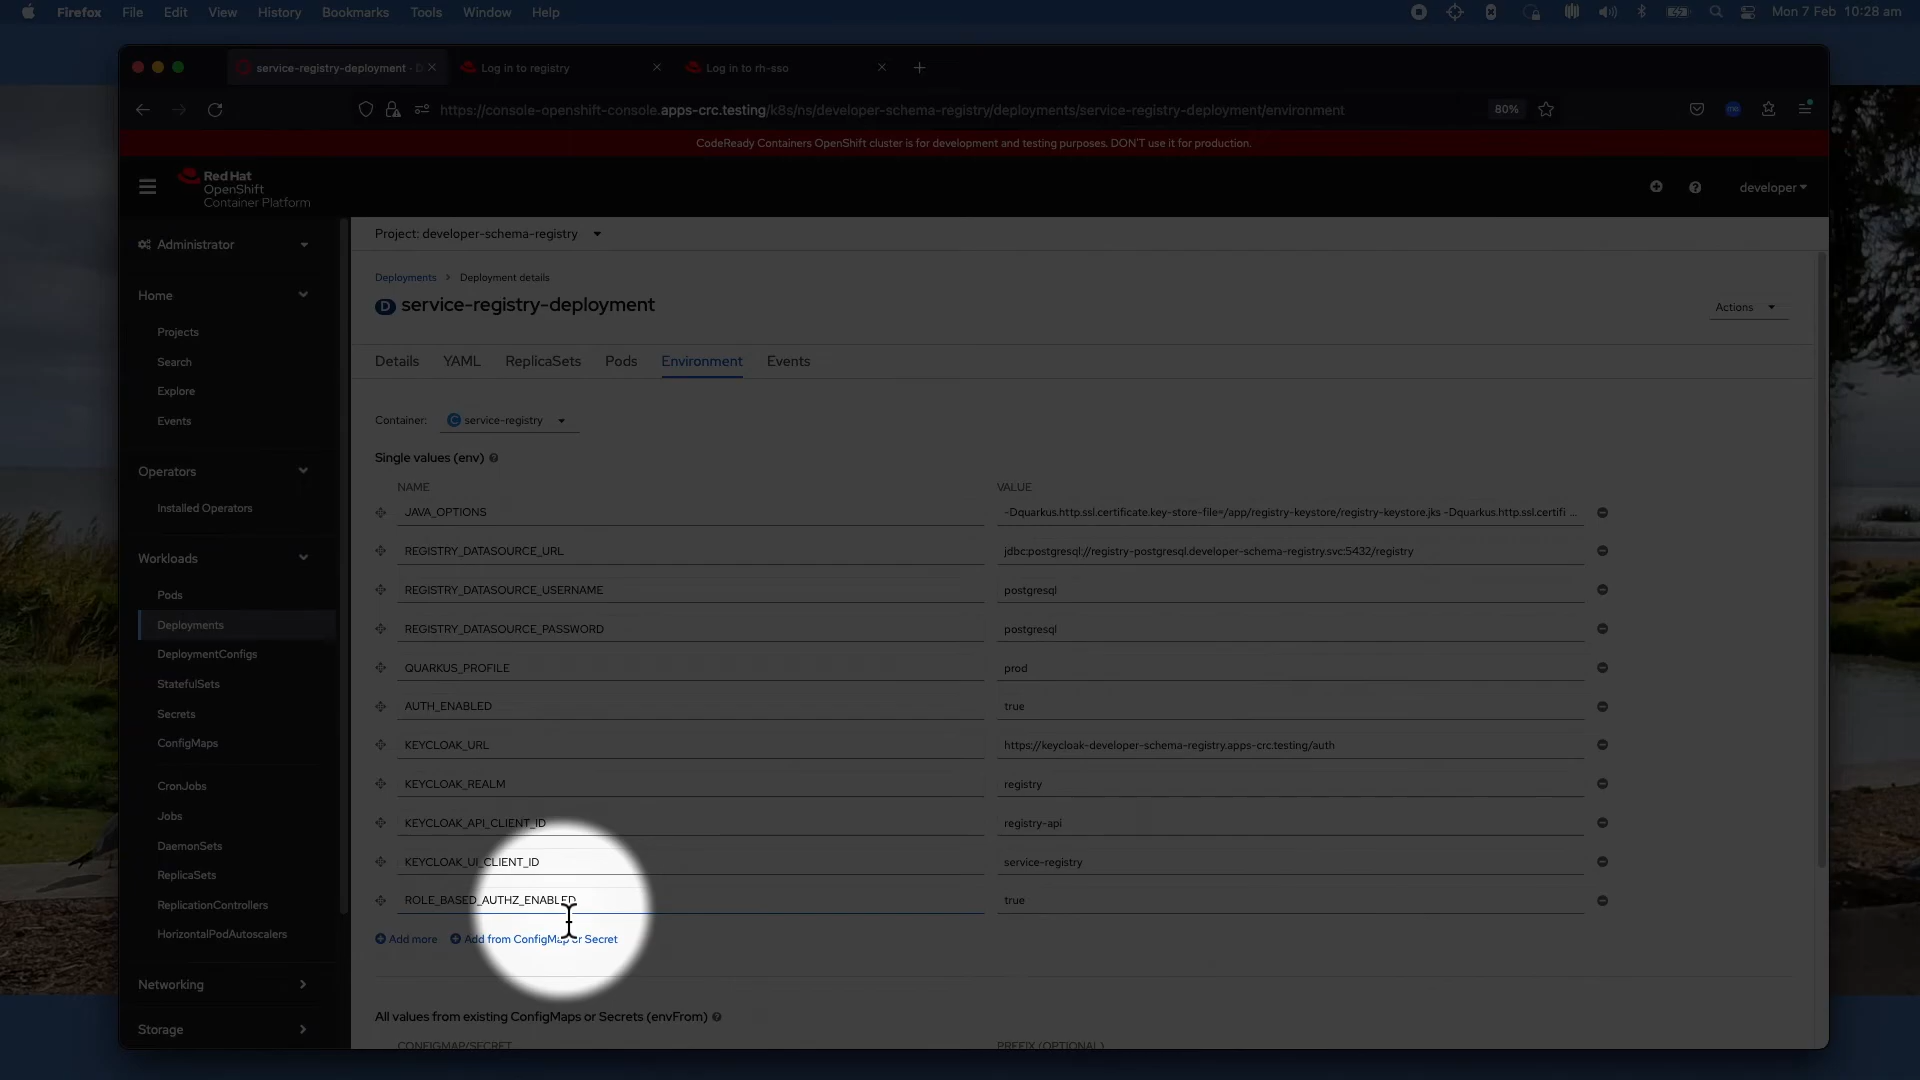 Firefox File Edit View History Bookmarks Tools Window Help Mon 7 Feb 10:28 am
service-registry-deployment · D Log in to registry Log in to rh-sso
https://console-openshift-console.apps-crc.testing/k8s/ns/developer-schema-registry/deployments/service-registry-deployment/environment 80%
CodeReady Containers OpenShift cluster is for development and testing purposes. DON'T use it for production.
Red Hat
OpenShift
Container Platform
developer
Administrator
Home
Projects
Search
Explore
Events
Operators
Installed Operators
Workloads
Pods
Deployments
DeploymentConfigs
StatefulSets
Secrets
ConfigMaps
CronJobs
Jobs
DaemonSets
ReplicaSets
ReplicationControllers
HorizontalPodAutoscalers
Networking
Storage
Project: developer-schema-registry
Deployments > Deployment details
D service-registry-deployment
Actions
Details YAML ReplicaSets Pods Environment Events
Container: C service-registry
Single values (env)
NAME VALUE
JAVA_OPTIONS -Dquarkus.http.ssl.certificate.key-store-file=/app/registry-keystore/registry-keystore.jks -Dquarkus.http.ssl.certifi ...
REGISTRY_DATASOURCE_URL jdbc:postgresql://registry-postgresql.developer-schema-registry.svc:5432/registry
REGISTRY_DATASOURCE_USERNAME postgresql
REGISTRY_DATASOURCE_PASSWORD postgresql
QUARKUS_PROFILE prod
AUTH_ENABLED true
KEYCLOAK_URL https://keycloak-developer-schema-registry.apps-crc.testing/auth
KEYCLOAK_REALM registry
KEYCLOAK_API_CLIENT_ID registry-api
KEYCLOAK_UI_CLIENT_ID service-registry
ROLE_BASED_AUTHZ_ENABLED true
Add more Add from ConfigMap or Secret
All values from existing ConfigMaps or Secrets (envFrom)
CONFIGMAP/SECRET PREFIX (OPTIONAL)